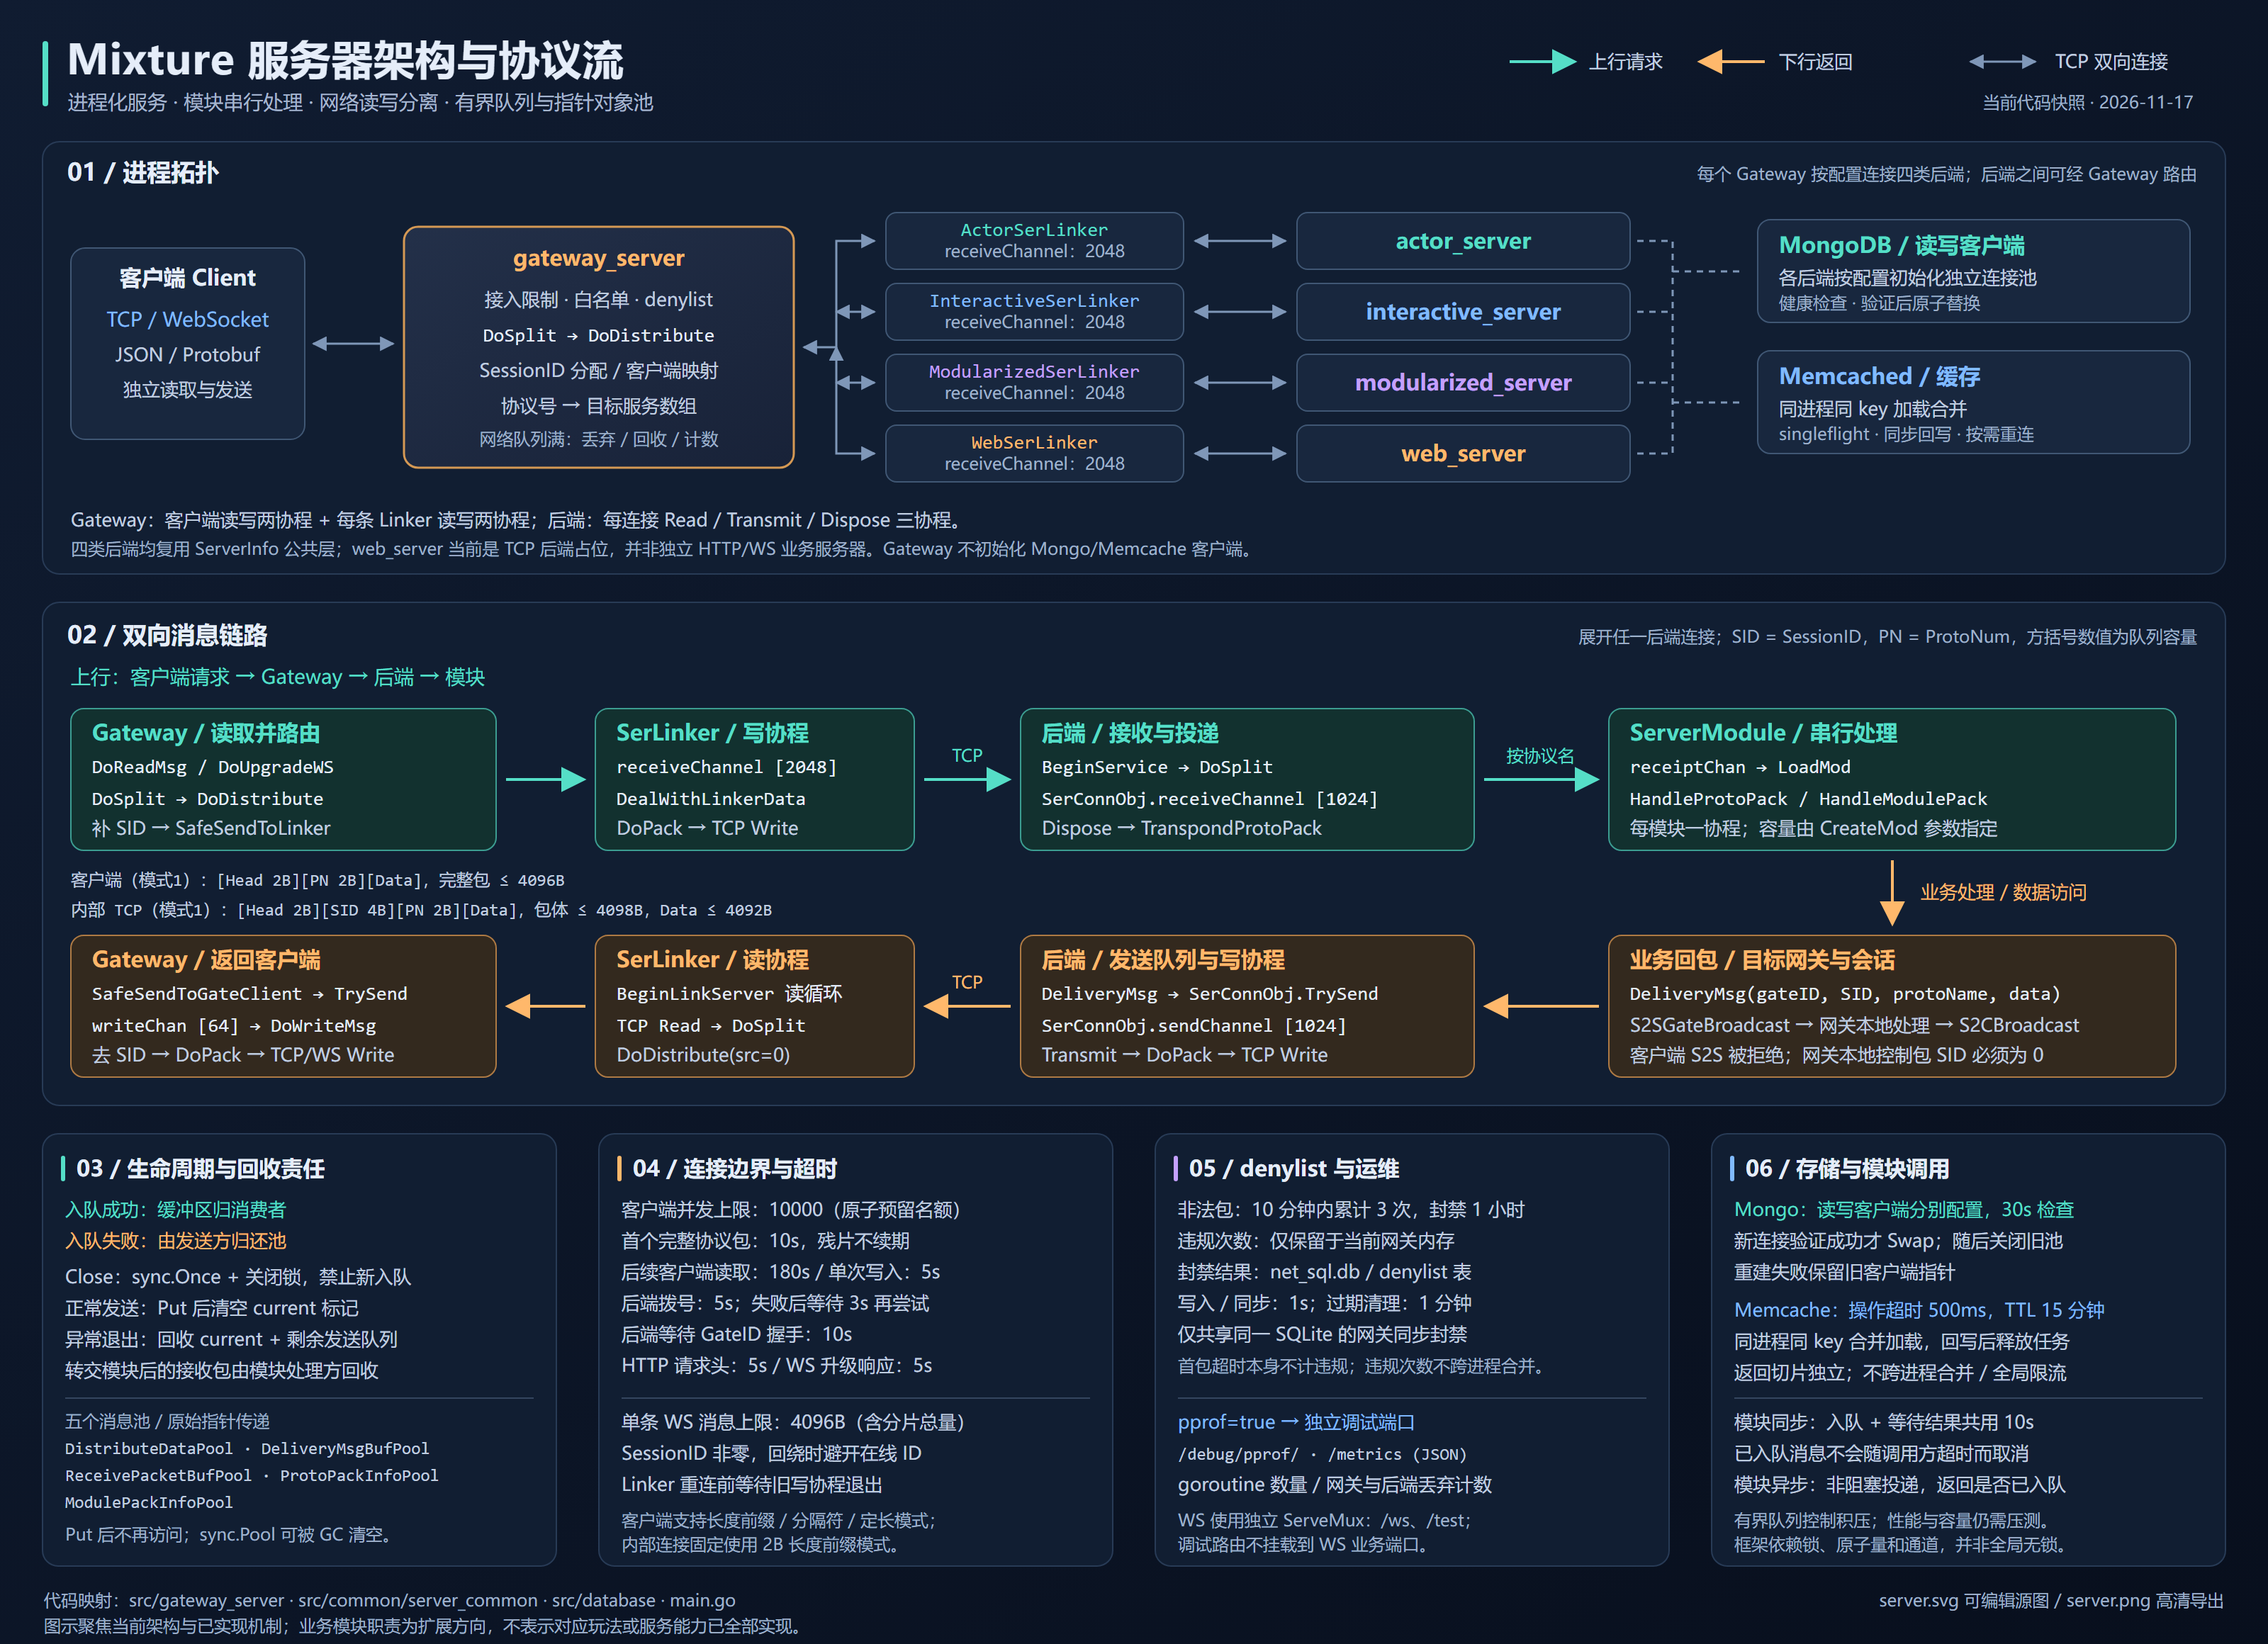 Mixture 服务器架构与协议流
进程化服务 · 模块串行处理 · 网络读写分离 · 有界队列与指针对象池
上行请求
下行返回
TCP 双向连接
当前代码快照 · 2026-11-17
01 / 进程拓扑
每个 Gateway 按配置连接四类后端；后端之间可经 Gateway 路由
客户端 Client
TCP / WebSocket
JSON / Protobuf
独立读取与发送
gateway_server
接入限制 · 白名单 · denylist
DoSplit → DoDistribute
SessionID 分配 / 客户端映射
协议号 → 目标服务数组
网络队列满：丢弃 / 回收 / 计数
ActorSerLinker
receiveChannel：2048
InteractiveSerLinker
receiveChannel：2048
ModularizedSerLinker
receiveChannel：2048
WebSerLinker
receiveChannel：2048
actor_server
interactive_server
modularized_server
web_server
MongoDB / 读写客户端
各后端按配置初始化独立连接池
健康检查 · 验证后原子替换
Memcached / 缓存
同进程同 key 加载合并
singleflight · 同步回写 · 按需重连
Gateway：客户端读写两协程 + 每条 Linker 读写两协程；后端：每连接 Read / Transmit / Dispose 三协程。
四类后端均复用 ServerInfo 公共层；web_server 当前是 TCP 后端占位，并非独立 HTTP/WS 业务服务器。Gateway 不初始化 Mongo/Memcache 客户端。
02 / 双向消息链路
展开任一后端连接；SID = SessionID，PN = ProtoNum，方括号数值为队列容量
上行：客户端请求 → Gateway → 后端 → 模块
Gateway / 读取并路由
DoReadMsg / DoUpgradeWS
DoSplit → DoDistribute
补 SID → SafeSendToLinker
SerLinker / 写协程
receiveChannel [2048]
DealWithLinkerData
DoPack → TCP Write
TCP
后端 / 接收与投递
BeginService → DoSplit
SerConnObj.receiveChannel [1024]
Dispose → TranspondProtoPack
按协议名
ServerModule / 串行处理
receiptChan → LoadMod
HandleProtoPack / HandleModulePack
每模块一协程；容量由 CreateMod 参数指定
客户端（模式1）：[Head 2B][PN 2B][Data]，完整包 ≤ 4096B
内部 TCP（模式1）：[Head 2B][SID 4B][PN 2B][Data]，包体 ≤ 4098B，Data ≤ 4092B
业务处理 / 数据访问
Gateway / 返回客户端
SafeSendToGateClient → TrySend
writeChan [64] → DoWriteMsg
去 SID → DoPack → TCP/WS Write
SerLinker / 读协程
BeginLinkServer 读循环
TCP Read → DoSplit
DoDistribute(src=0)
TCP
后端 / 发送队列与写协程
DeliveryMsg → SerConnObj.TrySend
SerConnObj.sendChannel [1024]
Transmit → DoPack → TCP Write
业务回包 / 目标网关与会话
DeliveryMsg(gateID, SID, protoName, data)
S2SGateBroadcast → 网关本地处理 → S2CBroadcast
客户端 S2S 被拒绝；网关本地控制包 SID 必须为 0
03 / 生命周期与回收责任
入队成功：缓冲区归消费者
入队失败：由发送方归还池
Close：sync.Once + 关闭锁，禁止新入队
正常发送：Put 后清空 current 标记
异常退出：回收 current + 剩余发送队列
转交模块后的接收包由模块处理方回收
五个消息池 / 原始指针传递
DistributeDataPool · DeliveryMsgBufPool
ReceivePacketBufPool · ProtoPackInfoPool
ModulePackInfoPool
Put 后不再访问；sync.Pool 可被 GC 清空。
04 / 连接边界与超时
客户端并发上限：10000（原子预留名额）
首个完整协议包：10s，残片不续期
后续客户端读取：180s / 单次写入：5s
后端拨号：5s；失败后等待 3s 再尝试
后端等待 GateID 握手：10s
HTTP 请求头：5s / WS 升级响应：5s
单条 WS 消息上限：4096B（含分片总量）
SessionID 非零，回绕时避开在线 ID
Linker 重连前等待旧写协程退出
客户端支持长度前缀 / 分隔符 / 定长模式；
内部连接固定使用 2B 长度前缀模式。
05 / denylist 与运维
非法包：10 分钟内累计 3 次，封禁 1 小时
违规次数：仅保留于当前网关内存
封禁结果：net_sql.db / denylist 表
写入 / 同步：1s；过期清理：1 分钟
仅共享同一 SQLite 的网关同步封禁
首包超时本身不计违规；违规次数不跨进程合并。
pprof=true → 独立调试端口
/debug/pprof/ · /metrics (JSON)
goroutine 数量 / 网关与后端丢弃计数
WS 使用独立 ServeMux：/ws、/test；
调试路由不挂载到 WS 业务端口。
06 / 存储与模块调用
Mongo：读写客户端分别配置，30s 检查
新连接验证成功才 Swap；随后关闭旧池
重建失败保留旧客户端指针
Memcache：操作超时 500ms，TTL 15 分钟
同进程同 key 合并加载，回写后释放任务
返回切片独立；不跨进程合并 / 全局限流
模块同步：入队 + 等待结果共用 10s
已入队消息不会随调用方超时而取消
模块异步：非阻塞投递，返回是否已入队
有界队列控制积压；性能与容量仍需压测。
框架依赖锁、原子量和通道，并非全局无锁。
代码映射：src/gateway_server · src/common/server_common · src/database · main.go
图示聚焦当前架构与已实现机制；业务模块职责为扩展方向，不表示对应玩法或服务能力已全部实现。
server.svg 可编辑源图 / server.png 高清导出